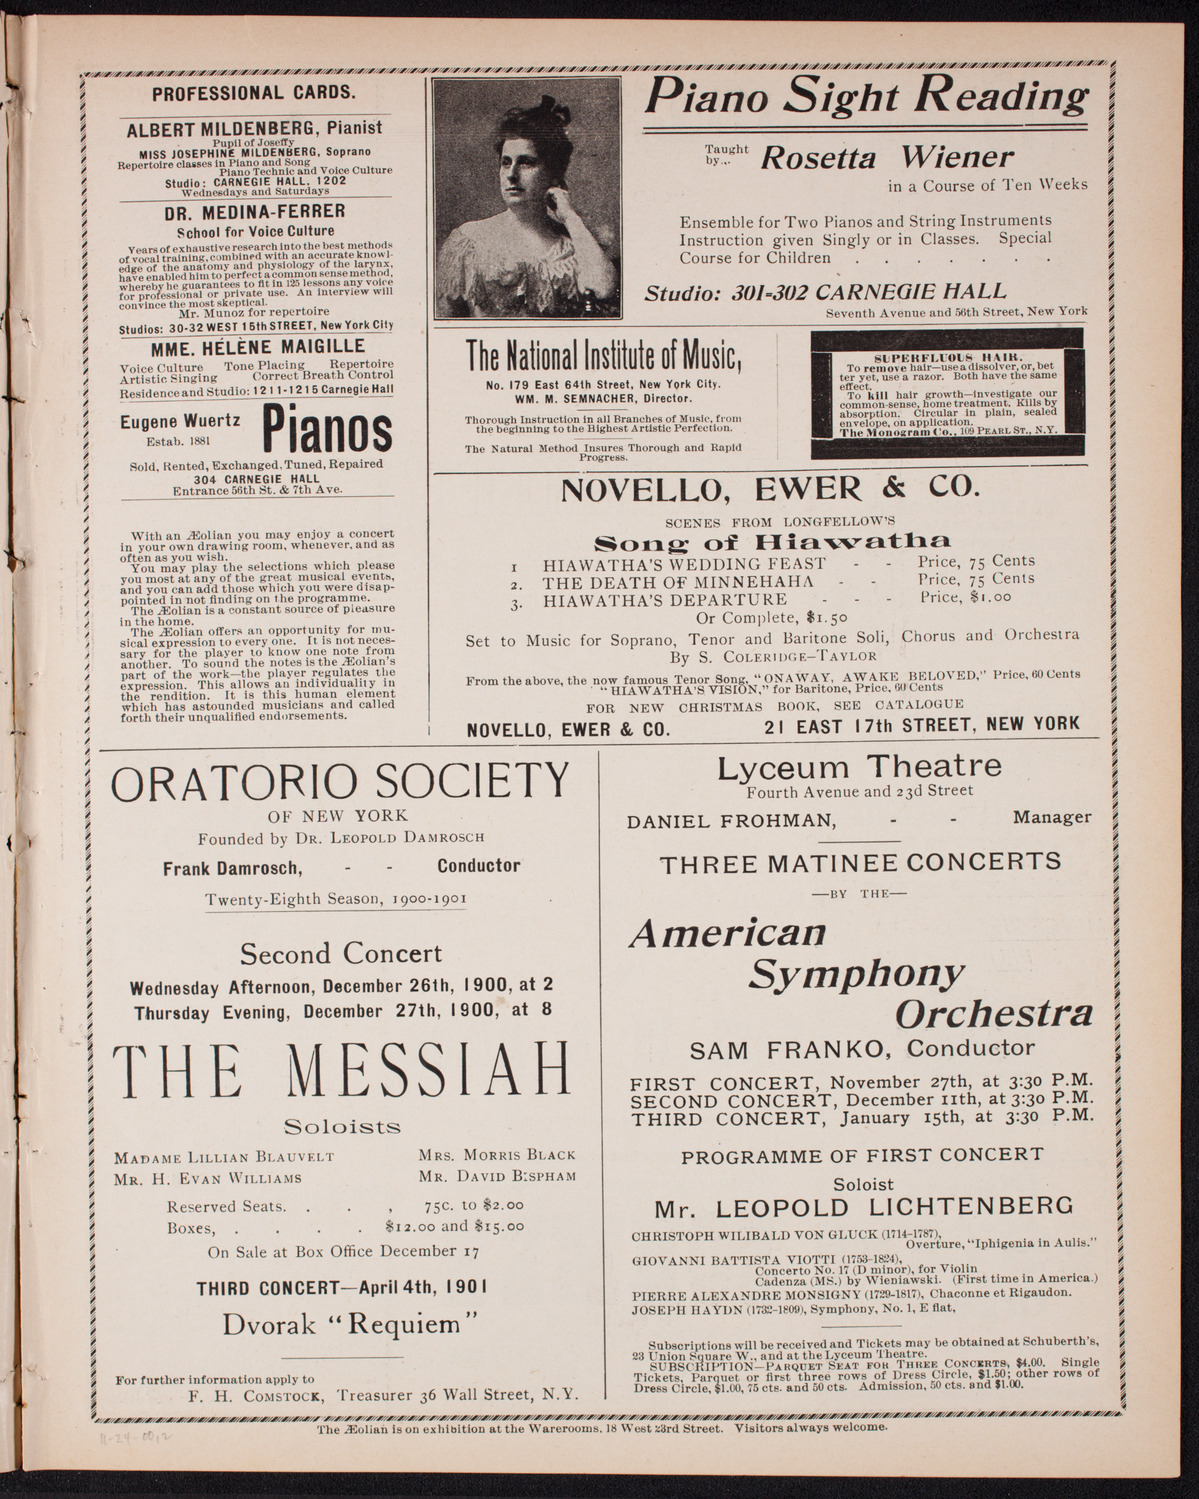 PROFESSIONAL CARDS.
ALBERT MILDENBERG, Pianist
Pupil of Joseffy
MISS JOSEPHINE MILDENBERG, Soprano
Repertoire classes in Piano and Song
Piano Technic and Voice Culture
Studio: CARNEGIE HALL. 1202
Wednesdays and Saturdays
DR. MEDINA-FERRER
School for Voice Culture
Years of exhaustive research into the best methods
of vocal training, combined with an accurate knowl-
edge of the anatomy and physiology of the larynx,
have enabled him to perfect a common sense method,
whereby he guarantees to fit in 125 lessons any voice
for professional or private use. An interview will
convince the most skeptical.
Mr. Munoz for repertoire
Studios: 30-32 WEST 15th STREET, New York City
MME. HÉLÈNE MAIGILLE
Voice Culture Tone Placing Repertoire
Artistic Singing Correct Breath Control
Residence and Studio: 1211-1215 Carnegie Hall
Eugene Wuertz
Estab. 1881
Pianos
Sold, Rented, Exchanged, Tuned, Repaired
304 CARNEGIE HALL
Entrance 56th St. & 7th Ave.
With an Æolian you may enjoy a concert
in your own drawing room, whenever, and as
often as you wish.
You may play the selections which please
you most at any of the great musical events,
and you can add those which you were disap-
pointed in not finding on the programme.
The Æolian is a constant source of pleasure
in the home.
The Æolian offers an opportunity for mu-
sical expression to every one. It is not neces-
sary for the player to know one note from
another. To sound the notes is the Æolian's
part of the work—the player regulates the
expression. This allows an individuality in
the rendition. It is this human element
which has astounded musicians and called
forth their unqualified endorsements.
Piano Sight Reading
Taught by... Rosetta Wiener
in a Course of Ten Weeks
Ensemble for Two Pianos and String Instruments
Instruction given Singly or in Classes. Special
Course for Children . . . . . . .
Studio: 301=302 CARNEGIE HALL
Seventh Avenue and 56th Street, New York
The National Institute of Music,
No. 179 East 64th Street, New York City.
WM. M. SEMNACHER, Director.
Thorough Instruction in all Branches of Music, from
the beginning to the Highest Artistic Perfection.
The Natural Method Insures Thorough and Rapid
Progress.
SUPERFLUOUS HAIR.
To remove hair—use a dissolver, or, bet
ter yet, use a razor. Both have the same
effect.
To kill hair growth—investigate our
common-sense, home treatment. Kills by
absorption. Circular in plain, sealed
envelope, on application.
The Monogram Co., 109 PEARL ST., N.Y.
NOVELLO, EWER & CO.
SCENES FROM LONGFELLOW'S
Song of Hiawatha
1 HIAWATHA'S WEDDING FEAST - - Price, 75 Cents
2. THE DEATH OF MINNEHAHA - - Price, 75 Cents
3. HIAWATHA'S DEPARTURE - - - Price, $1.00
Or Complete, $1.50
Set to Music for Soprano, Tenor and Baritone Soli, Chorus and Orchestra
By S. COLERIDGE-TAYLOR
From the above, the now famous Tenor Song, "ONAWAY, AWAKE BELOVED," Price, 60 Cents
"HIAWATHA'S VISION," for Baritone, Price, 60 Cents
FOR NEW CHRISTMAS BOOK, SEE CATALOGUE
NOVELLO, EWER & CO. 21 EAST 17th STREET, NEW YORK
ORATORIO SOCIETY
OF NEW YORK
Founded by DR. LEOPOLD DAMROSCH
Frank Damrosch, - - Conductor
Twenty-Eighth Season, 1900-1901
Second Concert
Wednesday Afternoon, December 26th, 1900, at 2
Thursday Evening, December 27th, 1900, at 8
THE MESSIAH
Soloists
MADAME LILLIAN BLAUVELT MRS. MORRIS BLACK
MR. H. EVAN WILLIAMS MR. DAVID BISPHAM
Reserved Seats. . . , 75c. to $2.00
Boxes, . . . . $12.00 and $15.00
On Sale at Box Office December 17
THIRD CONCERT—April 4th, 1901
Dvorak "Requiem"
For further information apply to
F. H. COMSTOCK, Treasurer 36 Wall Street, N.Y.
Lyceum Theatre
Fourth Avenue and 23d Street
DANIEL FROHMAN, - - Manager
THREE MATINEE CONCERTS
—BY THE—
American
Symphony
Orchestra
SAM FRANKO, Conductor
FIRST CONCERT, November 27th, at 3:30 P.M.
SECOND CONCERT, December 11th, at 3:30 P.M.
THIRD CONCERT, January 15th, at 3:30 P.M.
PROGRAMME OF FIRST CONCERT
Soloist
Mr. LEOPOLD LICHTENBERG
CHRISTOPH WILIBALD VON GLUCK (1714-1787),
Overture, "Iphigenia in Aulis."
GIOVANNI BATTISTA VIOTTI (1753-1824),
Concerto No. 17 (D minor), for Violin
Cadenza (MS.) by Wieniawski. (First time in America.)
PIERRE ALEXANDRE MONSIGNY (1729-1817), Chaconne et Rigaudon.
JOSEPH HAYDN (1732-1809), Symphony, No. 1, E flat,
Subscriptions will be received and Tickets may be obtained at Schuberth's,
23 Union Square W., and at the Lyceum Theatre.
SUBSCRIPTION—PARQUET SEAT FOR THREE CONCERTS, $4.00. Single
Tickets, Parquet or first three rows of Dress Circle, $1.50; other rows of
Dress Circle, $1.00, 75 cts. and 50 cts. Admission, 50 cts. and $1.00.
The Æolian is on exhibition at the Warerooms, 18 West 23rd Street. Visitors always welcome.
11-24-00,2